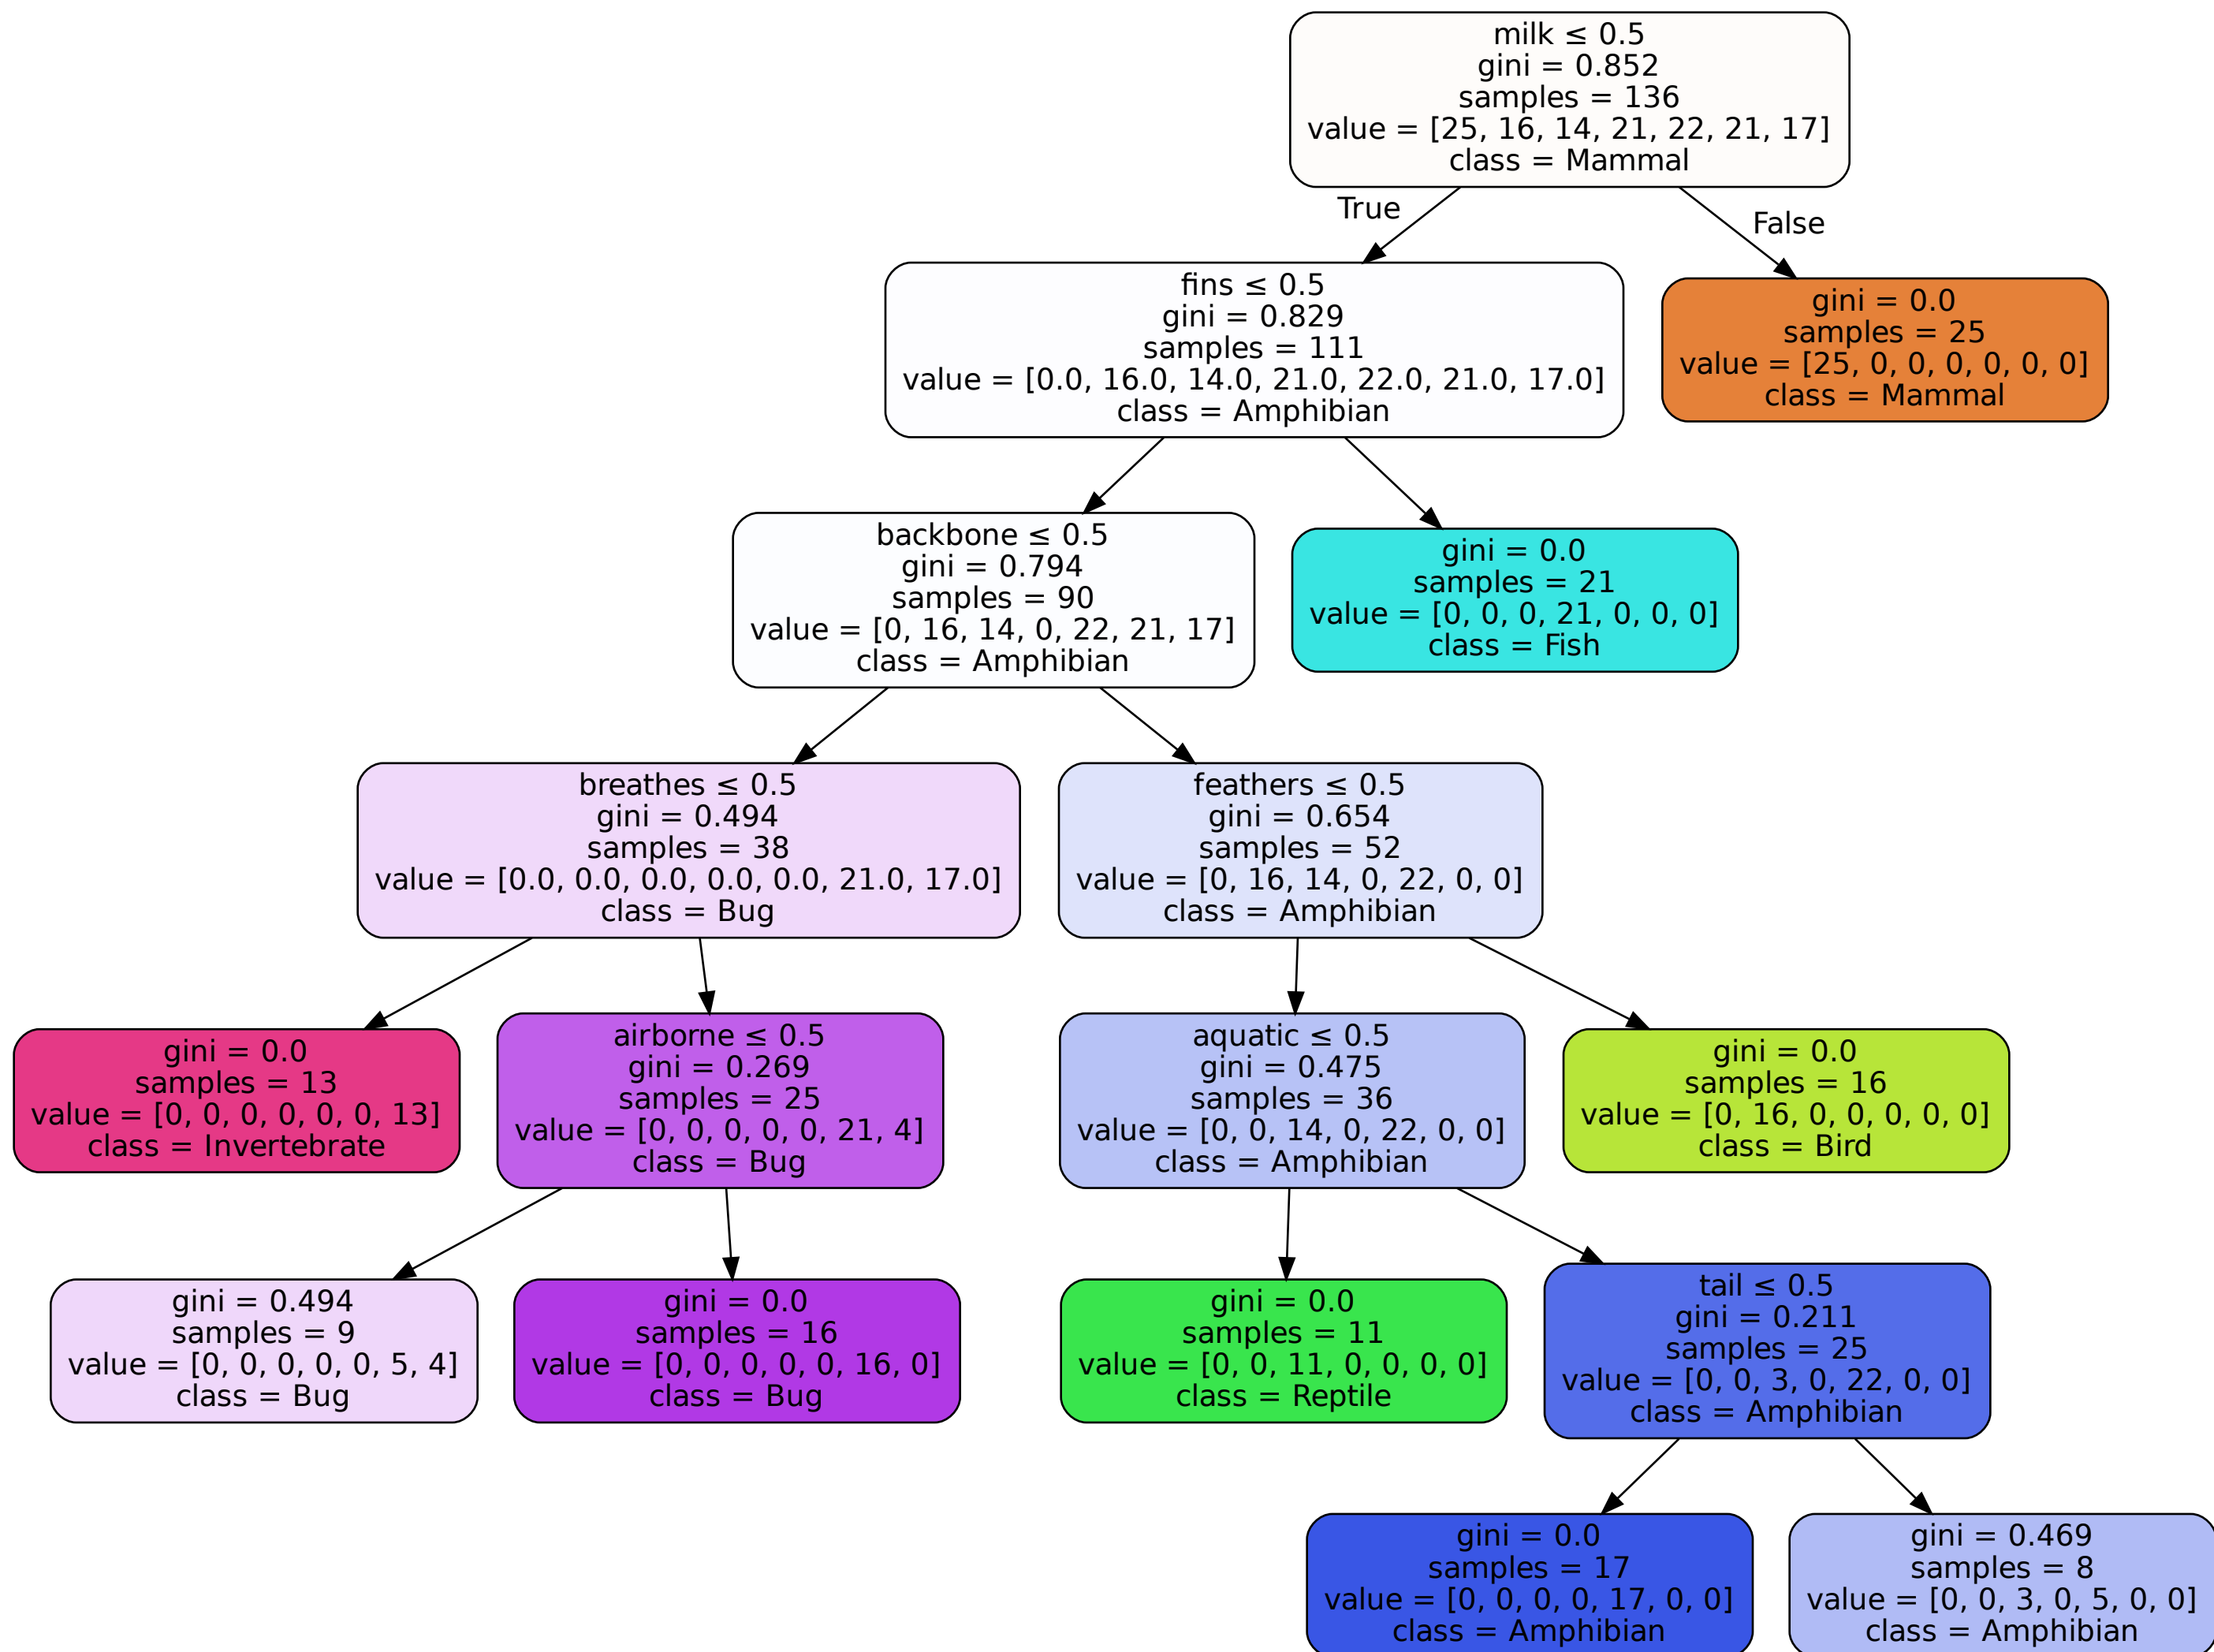 milk ≤ 0.5
gini = 0.852
samples = 136
value = [25, 16, 14, 21, 22, 21, 17]
class = Mammal
True
False
fins ≤ 0.5
gini = 0.829
samples = 111
value = [0.0, 16.0, 14.0, 21.0, 22.0, 21.0, 17.0]
class = Amphibian
gini = 0.0
samples = 25
value = [25, 0, 0, 0, 0, 0, 0]
class = Mammal
backbone ≤ 0.5
gini = 0.794
samples = 90
value = [0, 16, 14, 0, 22, 21, 17]
class = Amphibian
gini = 0.0
samples = 21
value = [0, 0, 0, 21, 0, 0, 0]
class = Fish
breathes ≤ 0.5
gini = 0.494
samples = 38
value = [0.0, 0.0, 0.0, 0.0, 0.0, 21.0, 17.0]
class = Bug
feathers ≤ 0.5
gini = 0.654
samples = 52
value = [0, 16, 14, 0, 22, 0, 0]
class = Amphibian
gini = 0.0
samples = 13
value = [0, 0, 0, 0, 0, 0, 13]
class = Invertebrate
airborne ≤ 0.5
gini = 0.269
samples = 25
value = [0, 0, 0, 0, 0, 21, 4]
class = Bug
aquatic ≤ 0.5
gini = 0.475
samples = 36
value = [0, 0, 14, 0, 22, 0, 0]
class = Amphibian
gini = 0.0
samples = 16
value = [0, 16, 0, 0, 0, 0, 0]
class = Bird
gini = 0.494
samples = 9
value = [0, 0, 0, 0, 0, 5, 4]
class = Bug
gini = 0.0
samples = 16
value = [0, 0, 0, 0, 0, 16, 0]
class = Bug
gini = 0.0
samples = 11
value = [0, 0, 11, 0, 0, 0, 0]
class = Reptile
tail ≤ 0.5
gini = 0.211
samples = 25
value = [0, 0, 3, 0, 22, 0, 0]
class = Amphibian
gini = 0.0
samples = 17
value = [0, 0, 0, 0, 17, 0, 0]
class = Amphibian
gini = 0.469
samples = 8
value = [0, 0, 3, 0, 5, 0, 0]
class = Amphibian